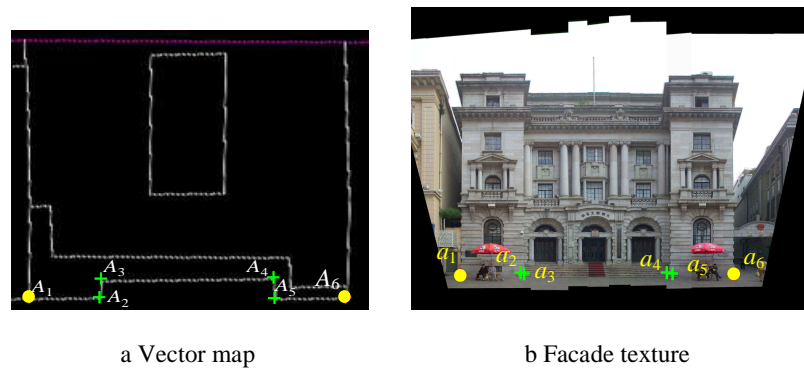 A₃
A₄
A₁
A₂
A₅
A₆
a₁
a₂
a₃
a₄
a₅
a₆
a Vector map
b Facade texture